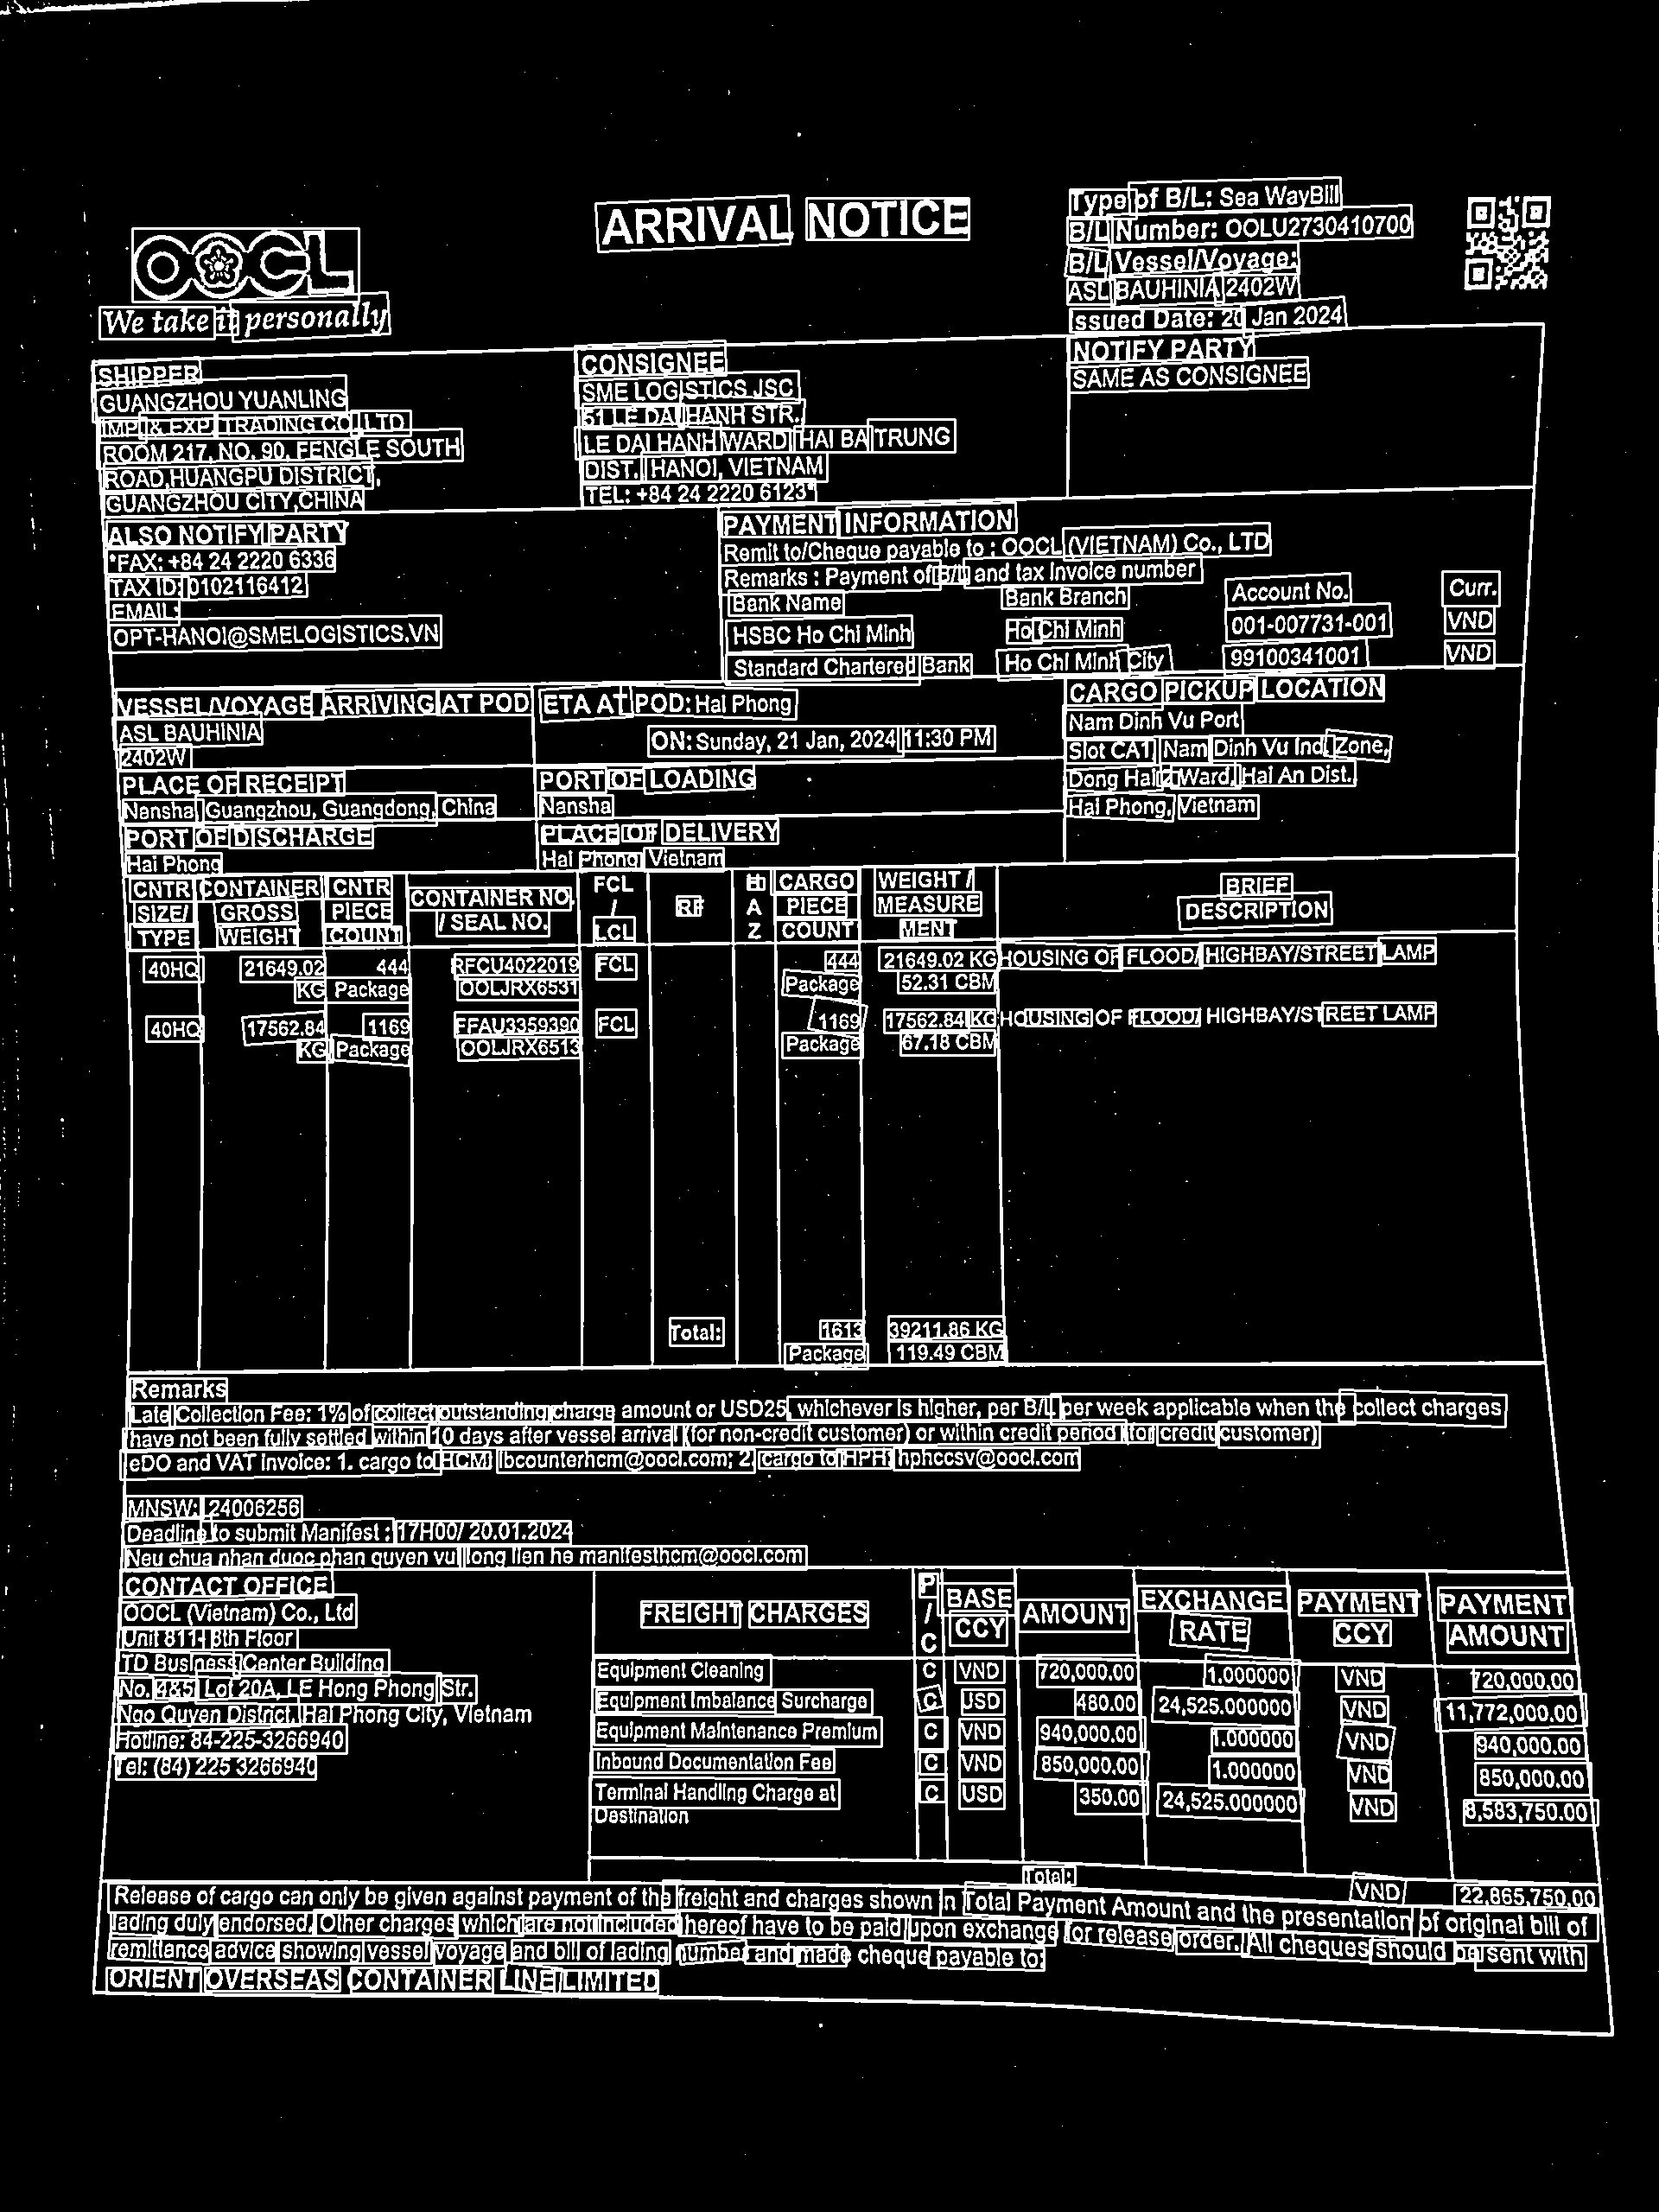 OOCL
We take it personally
ARRIVAL NOTICE
Type of B/L: Sea WayBill
B/L Number: OOLU2730410700
B/L Vessel/Voyage:
ASL BAUHINIA 2402W
Issued Date: 20 Jan 2024
SHIPPER
GUANGZHOU YUANLING
IMP & EXP TRADING CO LTD
ROOM 217, NO. 90, FENGLE SOUTH
ROAD,HUANGPU DISTRICT,
GUANGZHOU CITY,CHINA
CONSIGNEE
SME LOGISTICS JSC
51 LE DAI HANH STR.,
LE DAI HANH WARD HAI BA TRUNG
DIST. HANOI, VIETNAM
TEL: +84 24 2220 6123*
NOTIFY PARTY
SAME AS CONSIGNEE
ALSO NOTIFY PARTY
*FAX: +84 24 2220 6336
TAX ID: 0102116412
EMAIL:
OPT-HANOI@SMELOGISTICS.VN
PAYMENT INFORMATION
Remit to/Cheque payable to : OOCL (VIETNAM) Co., LTD
Remarks : Payment of B/L and tax Invoice number
Bank Name Bank Branch Account No. Curr.
HSBC Ho Chi Minh Ho Chi Minh 001-007731-001 VND
Standard Chartered Bank Ho Chi Minh City 99100341001 VND
VESSEL/VOYAGE ARRIVING AT POD
ASL BAUHINIA
2402W
ETA AT POD: Hai Phong
ON: Sunday, 21 Jan, 2024 11:30 PM
CARGO PICKUP LOCATION
Nam Dinh Vu Port
Slot CA1, Nam Dinh Vu Ind. Zone,
Dong Hai 2 Ward, Hai An Dist.
Hai Phong, Vietnam
PLACE OF RECEIPT
Nansha, Guangzhou, Guangdong, China
PORT OF LOADING
Nansha
PORT OF DISCHARGE
Hai Phong
PLACE OF DELIVERY
Hai Phong, Vietnam
CNTR SIZE/ TYPE CONTAINER GROSS WEIGHT CNTR PIECE COUNT CONTAINER NO. / SEAL NO. FCL / LCL RF H A Z CARGO PIECE COUNT WEIGHT / MEASURE MENT BRIEF DESCRIPTION
40HQ 21649.02 444 RFCU4022019 FCL 444 21649.02 KG HOUSING OF FLOOD/ HIGHBAY/STREET LAMP
KG Package OOLJRX6531 Package 52.31 CBM
40HQ 17562.84 1169 FFAU3359390 FCL 1169 17562.84 KG HOUSING OF FLOOD/ HIGHBAY/STREET LAMP
KG Package OOLJRX6513 Package 67.18 CBM
Total: 1613 39211.86 KG
Package 119.49 CBM
Remarks
Late Collection Fee: 1% of collect outstanding charge amount or USD25, whichever is higher, per B/L per week applicable when the collect charges
have not been fully settled within 10 days after vessel arrival (for non-credit customer) or within credit period (for credit customer)
eDO and VAT Invoice: 1. cargo to HCM: lbcounterhcm@oocl.com; 2. cargo to HPH: hphccsv@oocl.com
MNSW: 24006256
Deadline to submit Manifest : 17H00/ 20.01.2024
Neu chua nhan duoc phan quyen vui long lien he manifesthcm@oocl.com
CONTACT OFFICE
OOCL (Vietnam) Co., Ltd
Unit 811- 8th Floor
TD Business Center Building
No. 4&5 Lot 20A, LE Hong Phong Str.
Ngo Quyen District, Hai Phong City, Vietnam
Hotline: 84-225-3266940
Tel: (84) 225 3266940
FREIGHT CHARGES P / C BASE CCY AMOUNT EXCHANGE RATE PAYMENT CCY PAYMENT AMOUNT
Equipment Cleaning C VND 720,000.00 1.000000 VND 720,000.00
Equipment Imbalance Surcharge C USD 480.00 24,525.000000 VND 11,772,000.00
Equipment Maintenance Premium C VND 940,000.00 1.000000 VND 940,000.00
Inbound Documentation Fee C VND 850,000.00 1.000000 VND 850,000.00
Terminal Handling Charge at C USD 350.00 24,525.000000 VND 8,583,750.00
Destination
Total: VND 22,865,750.00
Release of cargo can only be given against payment of the freight and charges shown in Total Payment Amount and the presentation of original bill of
lading duly endorsed. Other charges which are not included hereof have to be paid upon exchange for release order. All cheques should be sent with
remittance advice showing vessel voyage and bill of lading number and made cheque payable to:
ORIENT OVERSEAS CONTAINER LINE LIMITED